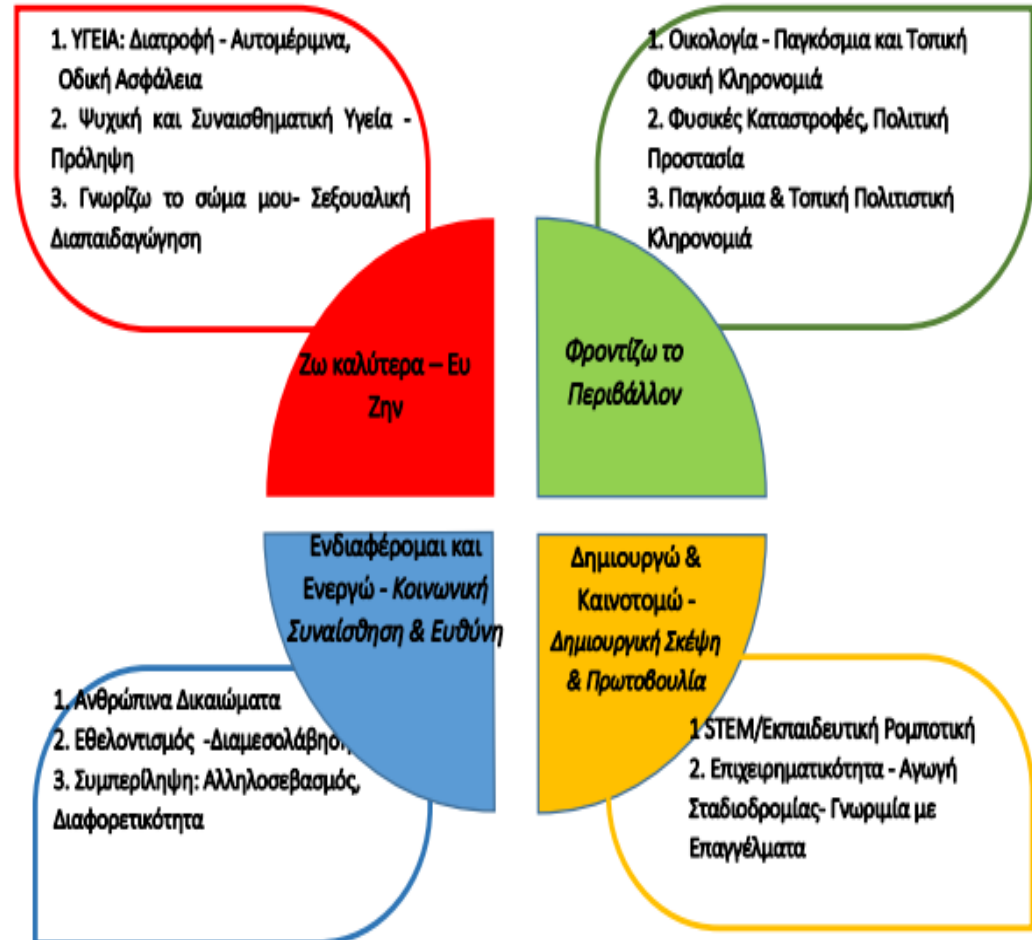 1. ΥΓΕΙΑ: Διατροφή - Αυτομέριμνα,
Οδική Ασφάλεια
2. Ψυχική και Συναισθηματική Υγεία -
Πρόληψη
3. Γνωρίζω το σώμα μου- Σεξουαλική
Διαπαιδαγώγηση
1. Οικολογία - Παγκόσμια και Τοπική
Φυσική Κληρονομιά
2. Φυσικές Καταστροφές, Πολιτική
Προστασία
3. Παγκόσμια & Τοπική Πολιτιστική
Κληρονομιά
Ζω καλύτερα – Ευ
Ζην
Φροντίζω το
Περιβάλλον
Ενδιαφέρομαι και
Ενεργώ - Κοινωνική
Συναίσθηση & Ευθύνη
Δημιουργώ &
Καινοτομώ -
Δημιουργική Σκέψη
& Πρωτοβουλία
1. Ανθρώπινα Δικαιώματα
2. Εθελοντισμός -Διαμεσολάβηση,
3. Συμπερίληψη: Αλληλοσεβασμός,
Διαφορετικότητα
1 STEM/Εκπαιδευτική Ρομποτική
2. Επιχειρηματικότητα - Αγωγή
Σταδιοδρομίας- Γνωριμία με
Επαγγέλματα